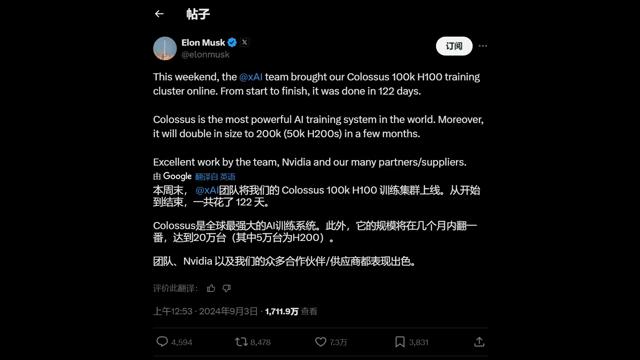 帖子
Elon Musk
订阅
@elonmusk
This weekend, the @xAI team brought our Colossus 100k H100 training
cluster online. From start to finish, it was done in 122 days.
Colossus is the most powerful AI training system in the world. Moreover,
it will double in size to 200k (50k H200s) in a few months.
Excellent work by the team, Nvidia and our many partners/suppliers.
由 Google 翻译自 英语
本周末， @xAI团队将我们的 Colossus 100k H100 训练集群上线。从开始
到结束，一共花了 122 天。
Colossus是全球最强大的AI训练系统。此外，它的规模将在几个月内翻一
番，达到20万台（其中5万台为H200）。
团队、Nvidia 以及我们的众多合作伙伴/供应商都表现出色。
评价此翻译：
上午12:53 · 2024年9月3日 · 1,711.9万 查看
4,594 8,478 7.3万 3,831